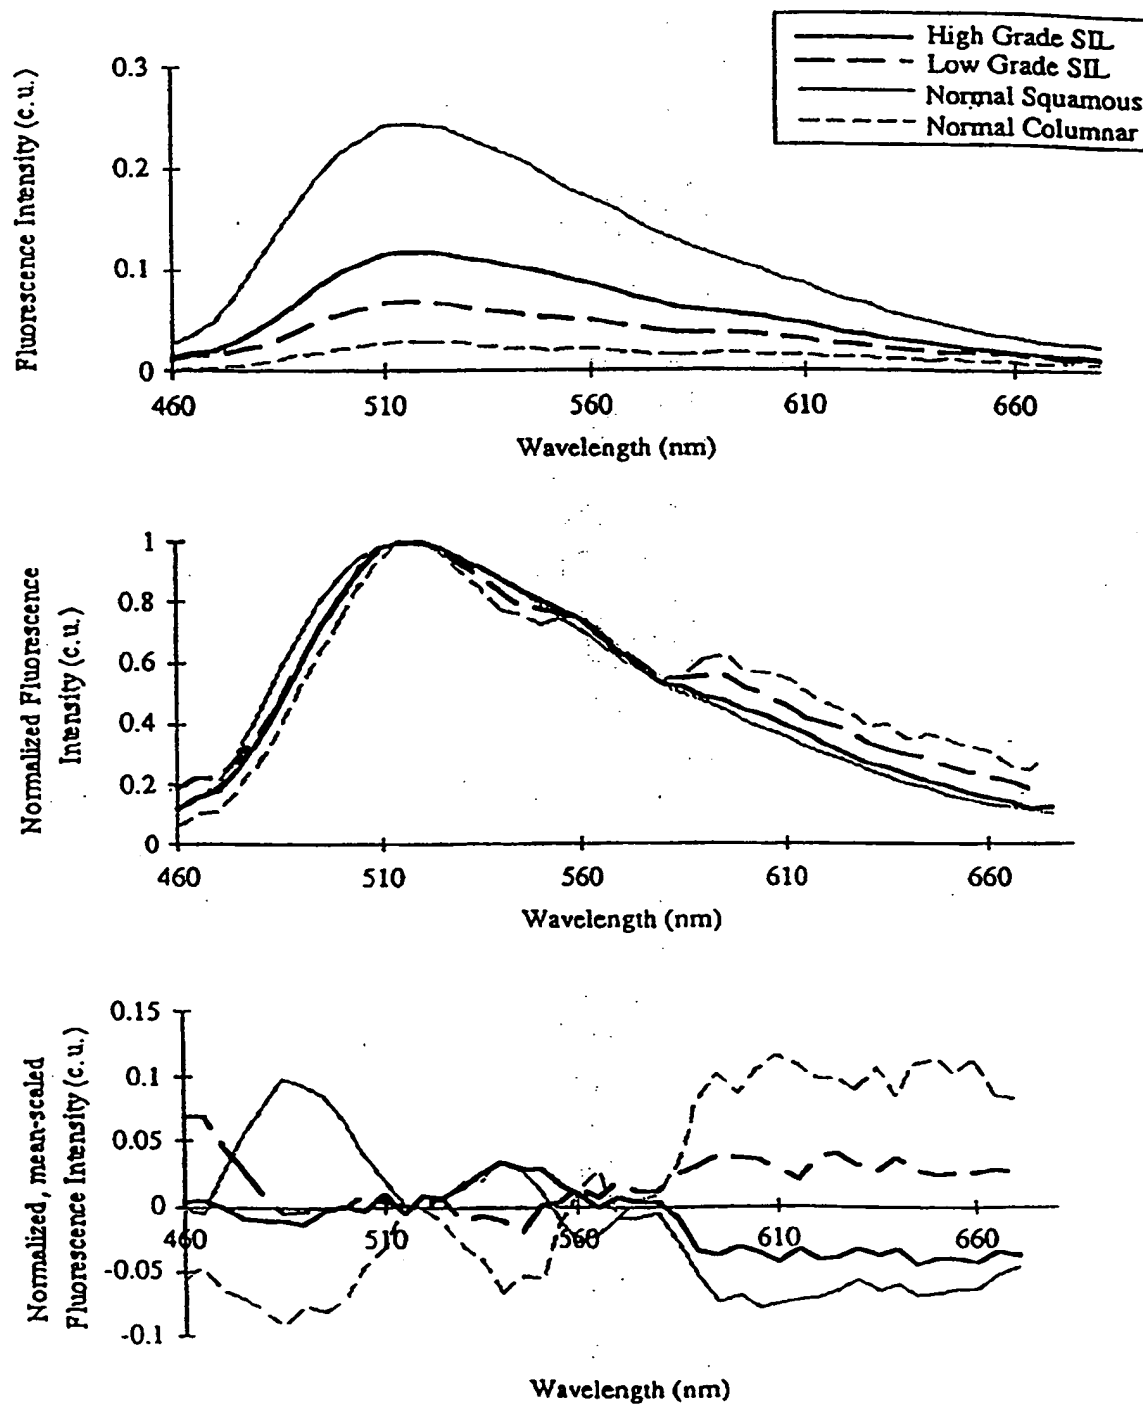 High Grade SIL
Low Grade SIL
Normal Squamous
Normal Columnar
Fluorescence Intensity (c.u.)
0.3
0.2
0.1
0
460
510
560
610
660
Wavelength (nm)
Normalized Fluorescence
Intensity (c.u.)
1
0.8
0.6
0.4
0.2
0
460
510
560
610
660
Wavelength (nm)
Normalized, mean-scaled
Fluorescence Intensity (c.u.)
0.15
0.1
0.05
0
-0.05
-0.1
460
510
560
610
660
Wavelength (nm)